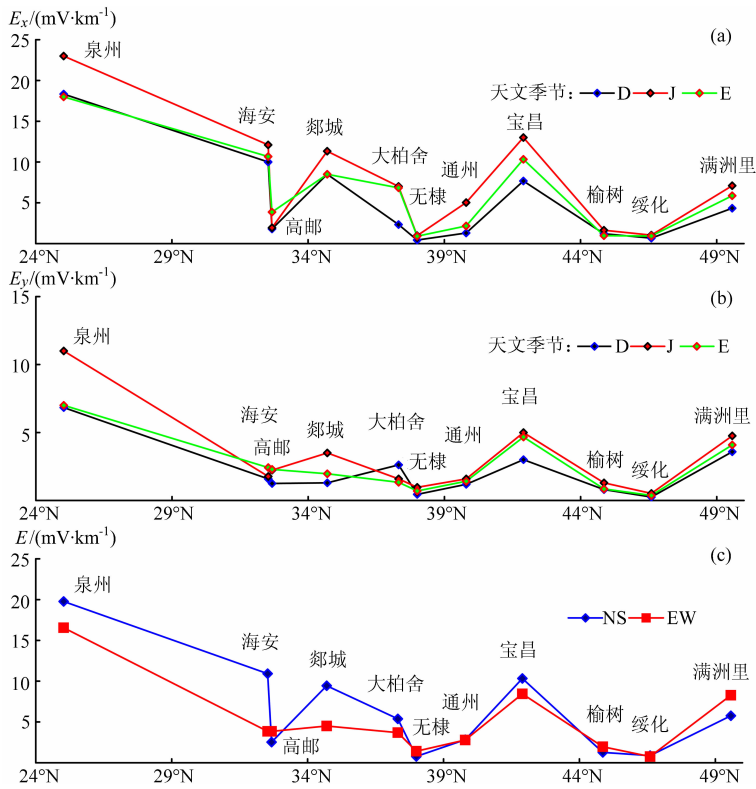 Ex/(mV·km⁻¹)
(a)
25
20
15
10
5
泉州
海安
高邮
郯城
大柏舍
无棣
通州
宝昌
榆树
绥化
满洲里
天文季节: D J E
24°N 29°N 34°N 39°N 44°N 49°N
Ey/(mV·km⁻¹)
(b)
15
10
5
泉州
海安
高邮
郯城
大柏舍
无棣
通州
宝昌
榆树
绥化
满洲里
天文季节: D J E
24°N 29°N 34°N 39°N 44°N 49°N
E/(mV·km⁻¹)
(c)
25
20
15
10
5
泉州
海安
高邮
郯城
大柏舍
无棣
通州
宝昌
榆树
绥化
满洲里
NS EW
24°N 29°N 34°N 39°N 44°N 49°N